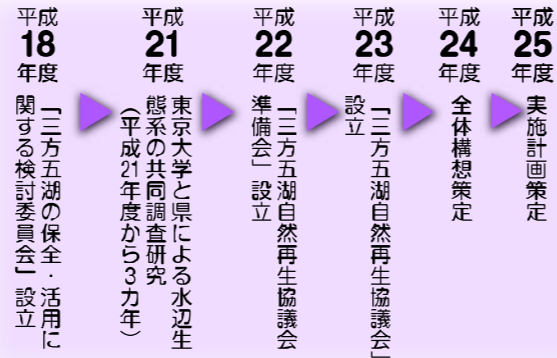 平成
18
年度
「三方五湖の保全・活用に
関する検討委員会」設立
平成
21
年度
東京大学と県による水辺生
態系の共同調査研究
（平成21年度から3カ年）
平成
22
年度
「三方五湖自然再生協議会
準備会」設立
平成
23
年度
「三方五湖自然再生協議会」
設立
平成
24
年度
全体構想策定
平成
25
年度
実施計画策定